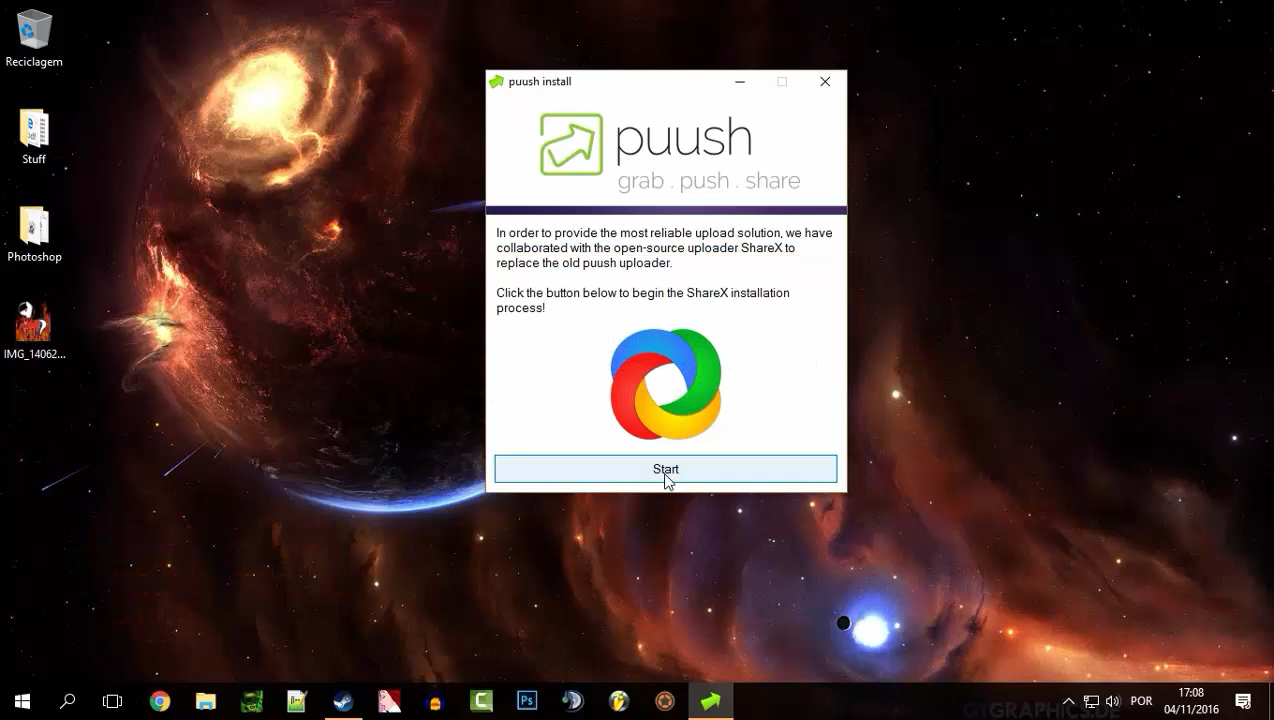 Reciclagem
Stuff
Photoshop
IMG_14062...
puush install
puush
grab . push . share
In order to provide the most reliable upload solution, we have
collaborated with the open-source uploader ShareX to
replace the old puush uploader.
Click the button below to begin the ShareX installation
process!
Start
POR
17:08
04/11/2016